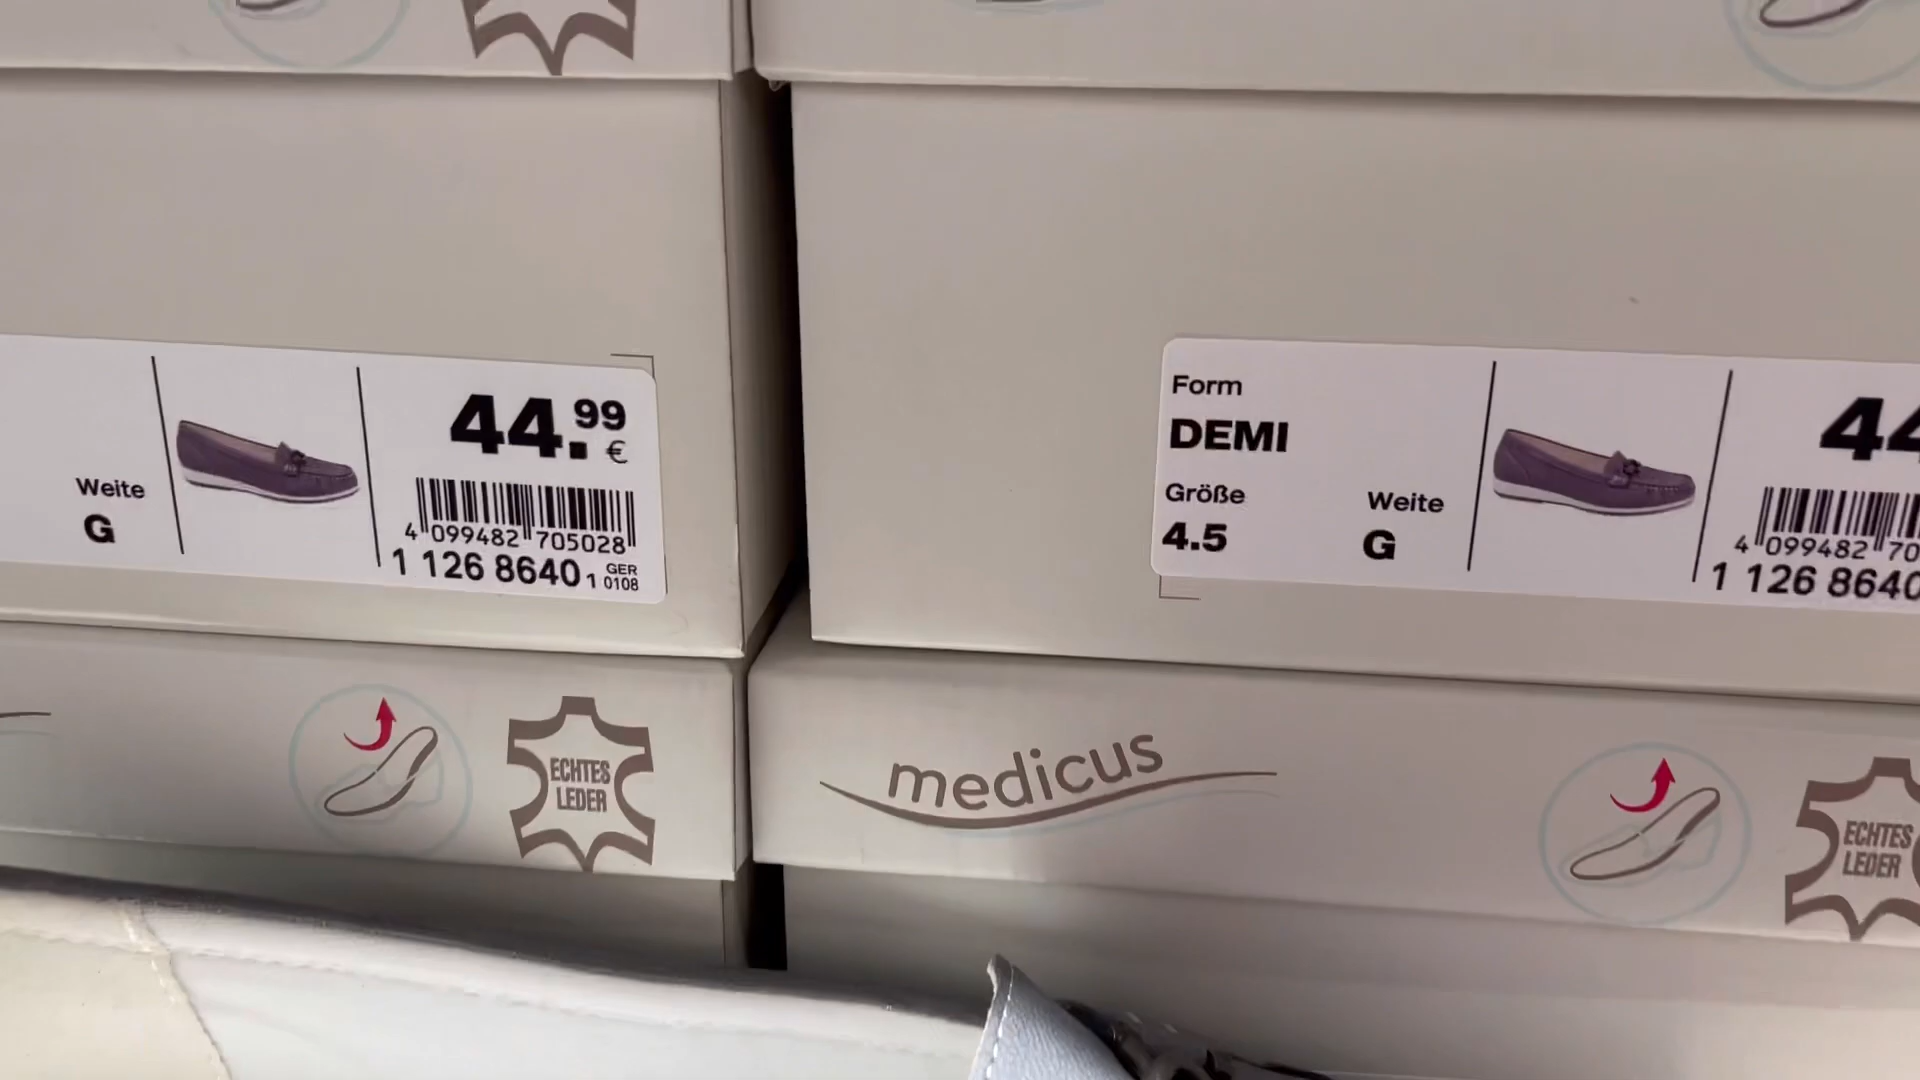 Weite
G
44.99
€
4 099482 705028
1 126 8640 1
GER
0108
Form
DEMI
Größe
4.5
Weite
G
44
4 099482 70
1 126 8640
ECHTES
LEDER
medicus
ECHTES
LEDER